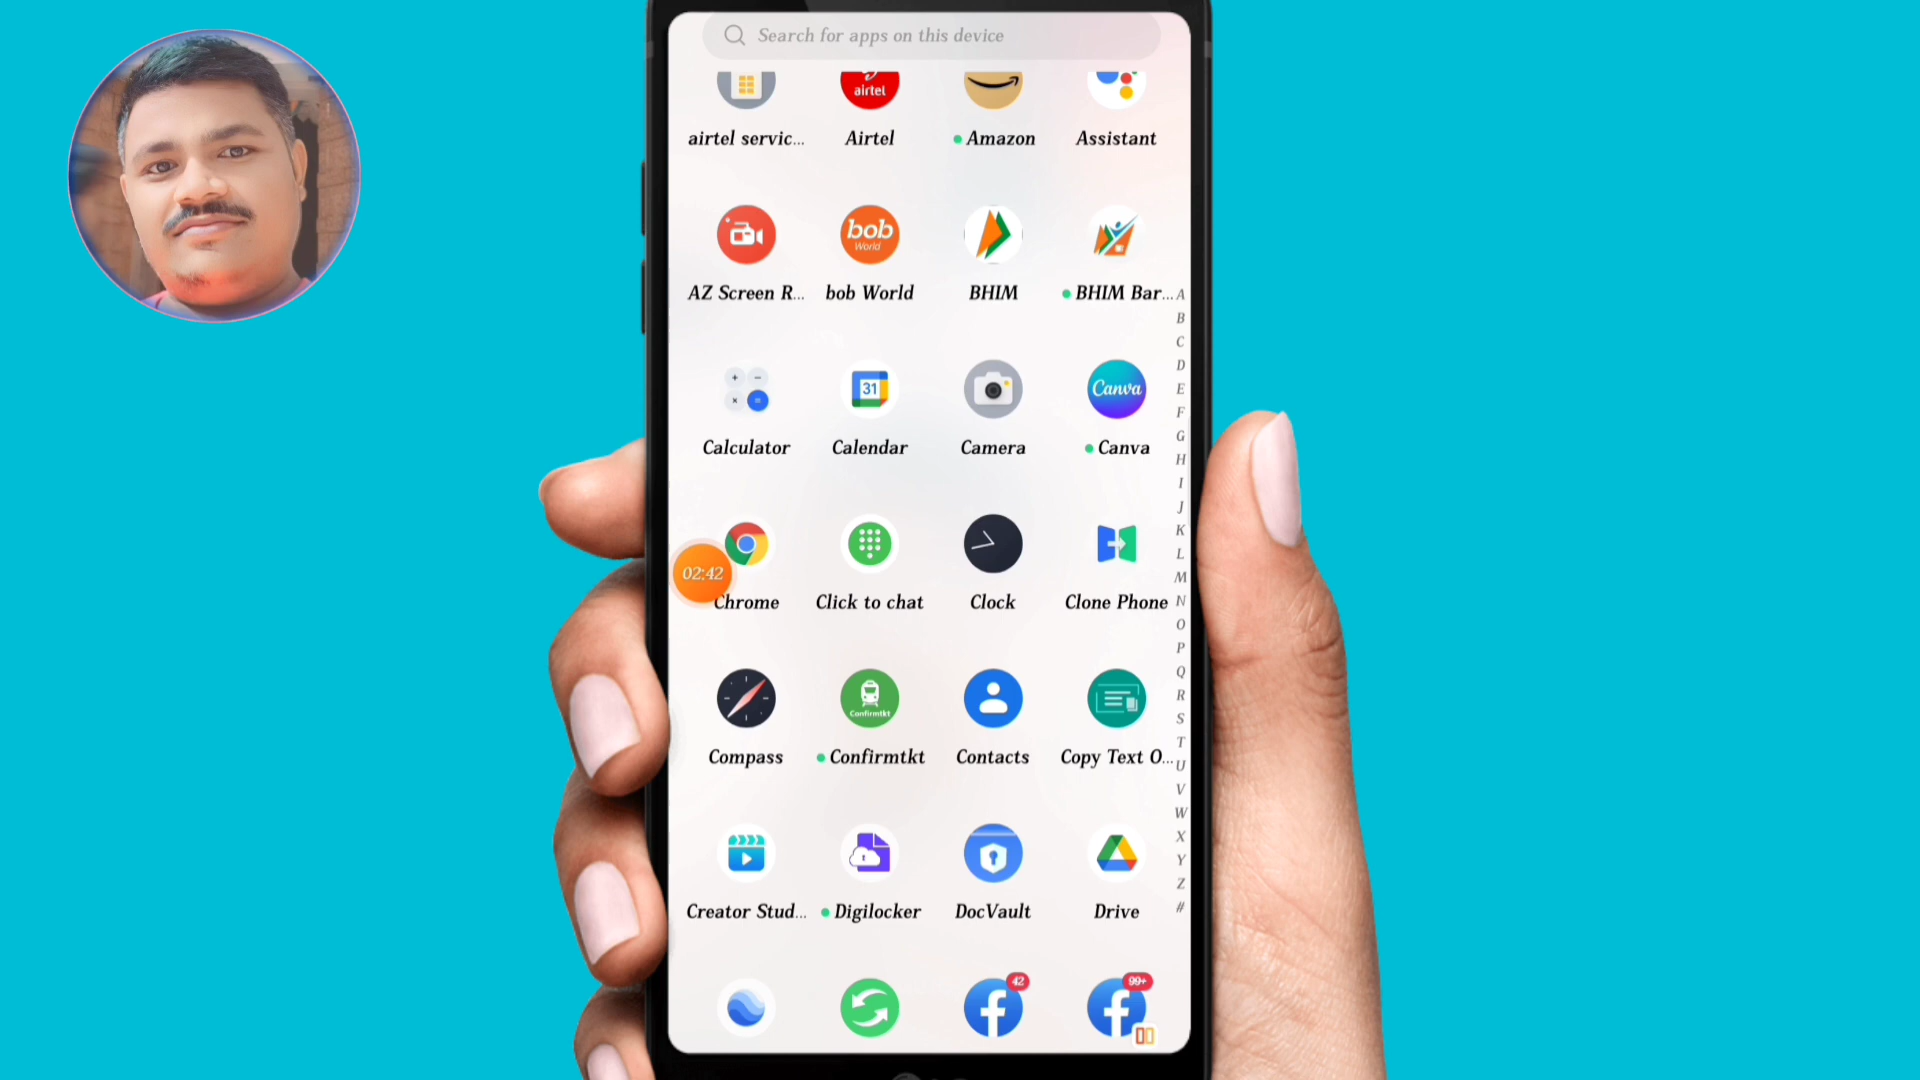 Search for apps on this device
airtel
airtel servic...
Airtel
Amazon
Assistant
bob
World
AZ Screen R...
bob World
BHIM
BHIM Bar...
31
Canva
Calculator
Calendar
Camera
Canva
02:42
Chrome
Click to chat
Clock
Clone Phone
Confirmtkt
Compass
Confirmtkt
Contacts
Copy Text O...
Creator Stud...
Digilocker
DocVault
Drive
42
99+
A
B
C
D
E
F
G
H
I
J
K
L
M
N
O
P
Q
R
S
T
U
V
W
X
Y
Z
#